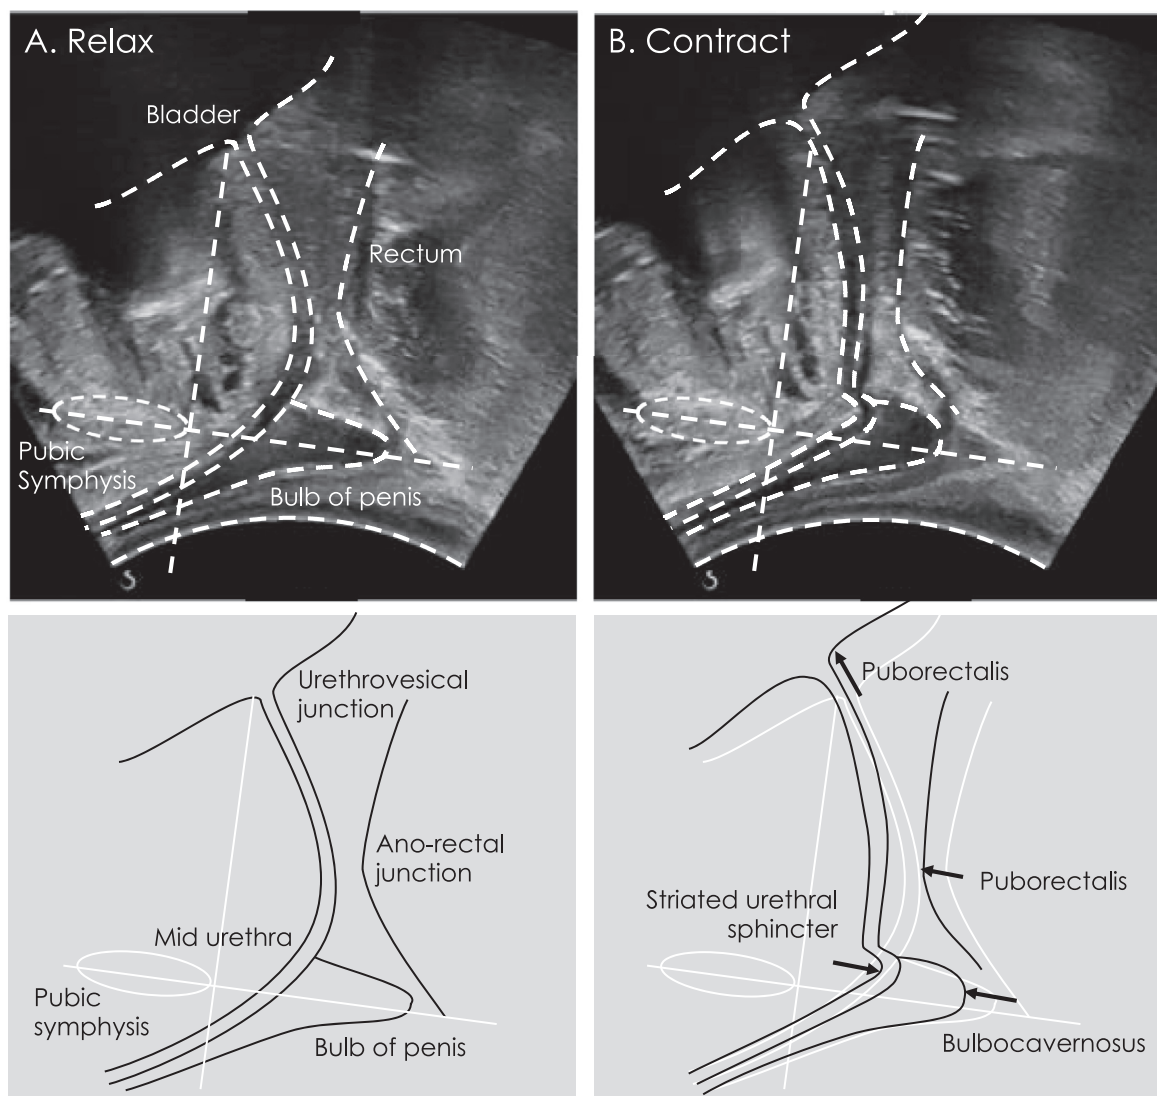 A. Relax
Bladder
Rectum
Pubic
Symphysis
Bulb of penis
B. Contract
Urethrovesical
junction
Ano-rectal
junction
Mid urethra
Pubic
symphysis
Bulb of penis
Puborectalis
Puborectalis
Striated urethral
sphincter
Bulbocavernosus